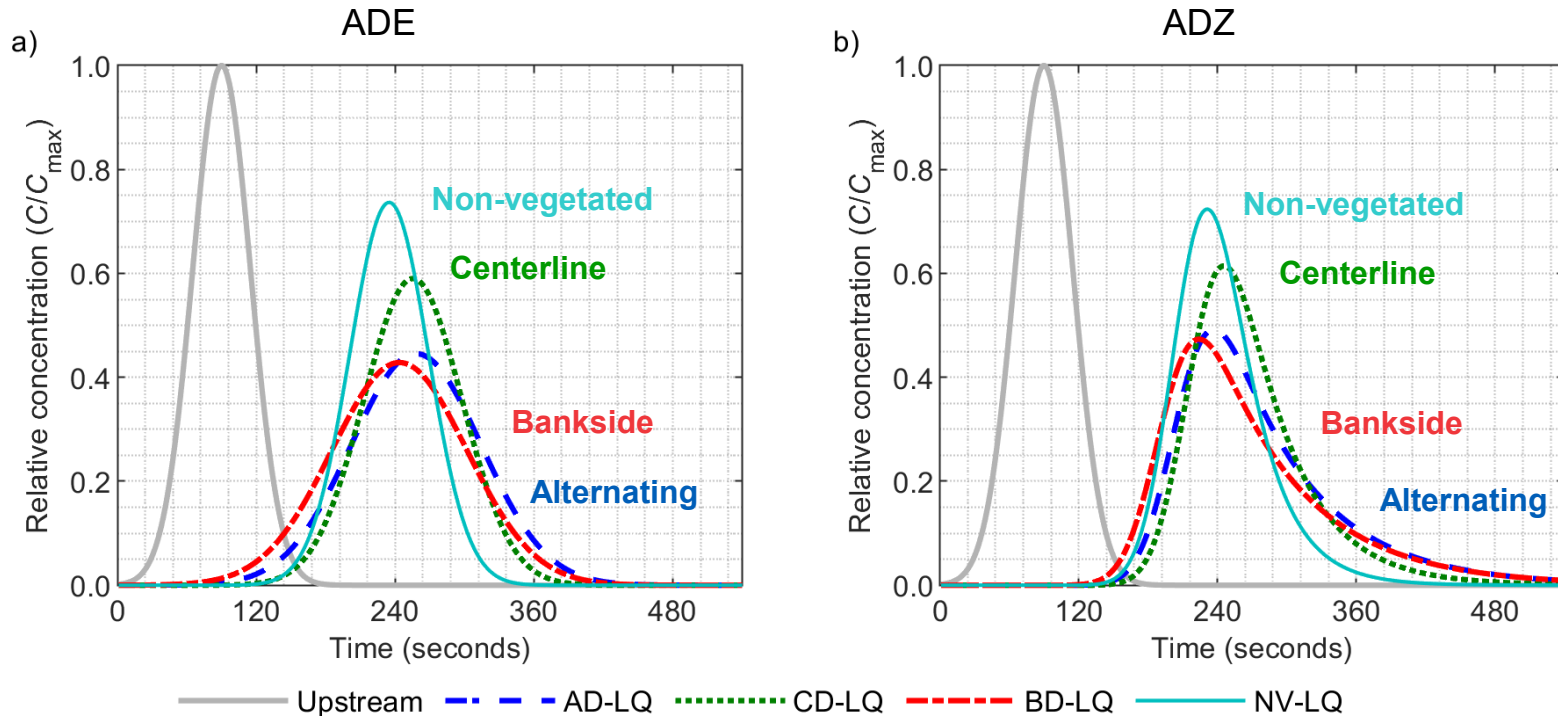 ADE
a)
1.0
0.8
0.6
0.4
0.2
0.0
Relative concentration (C/Cmax)
Non-vegetated
Centerline
Bankside
Alternating
0 120 240 360 480
Time (seconds)
ADZ
b)
1.0
0.8
0.6
0.4
0.2
0.0
Relative concentration (C/Cmax)
Non-vegetated
Centerline
Bankside
Alternating
0 120 240 360 480
Time (seconds)
Upstream AD-LQ CD-LQ BD-LQ NV-LQ